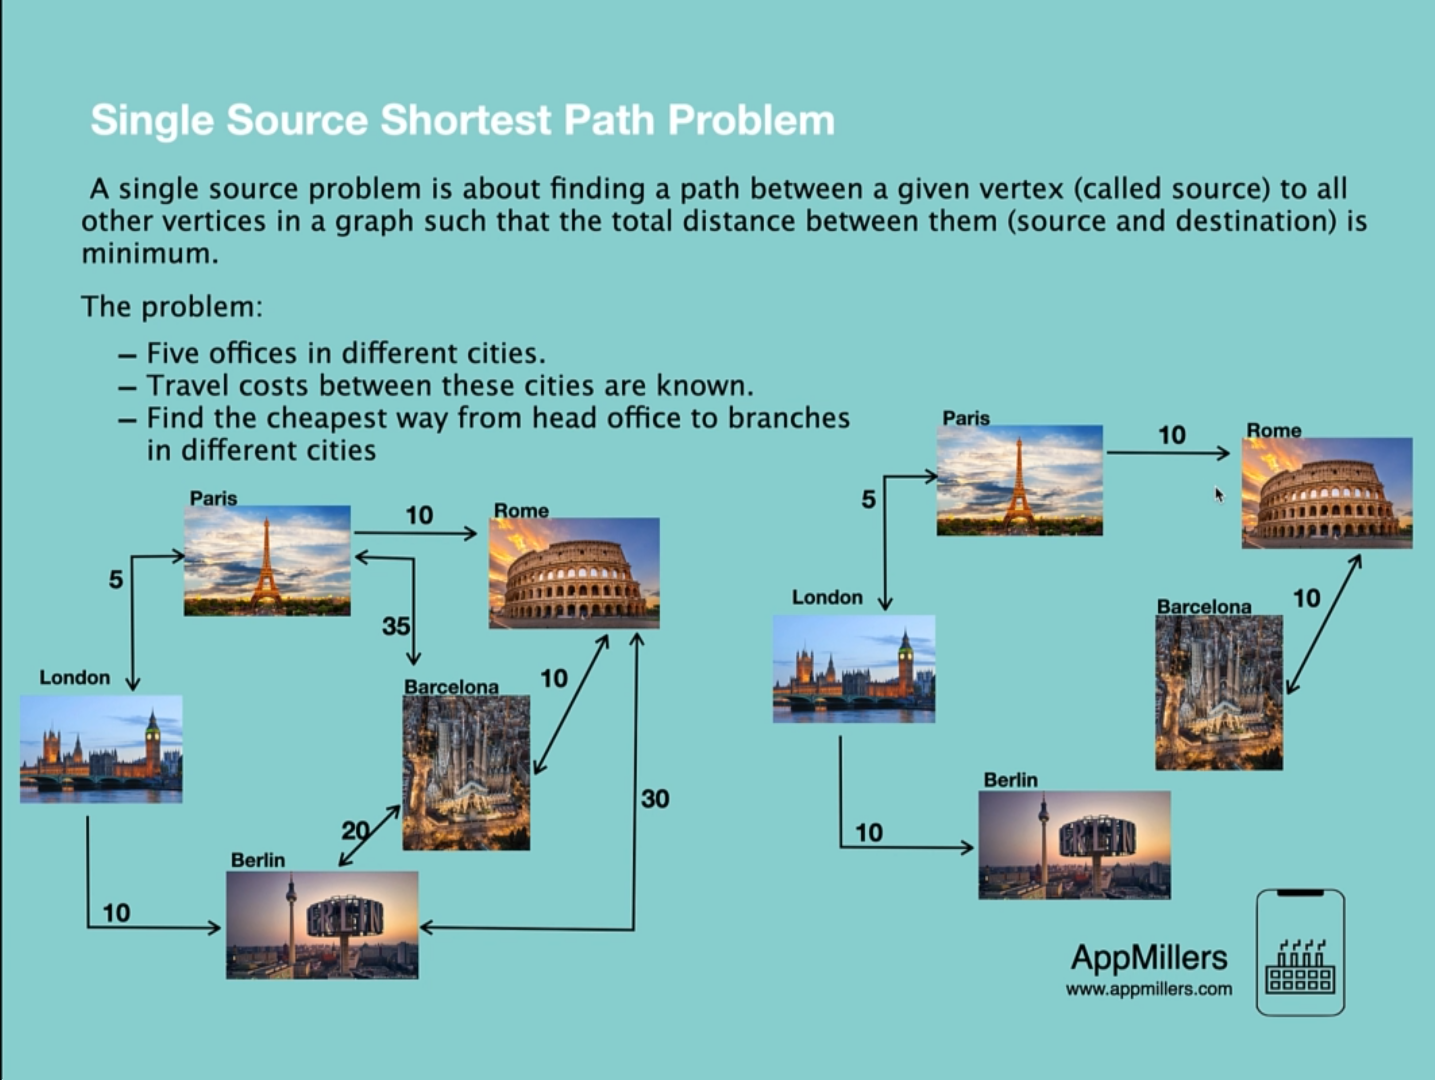 Single Source Shortest Path Problem
A single source problem is about finding a path between a given vertex (called source) to all
other vertices in a graph such that the total distance between them (source and destination) is
minimum.
The problem:
– Five offices in different cities.
– Travel costs between these cities are known.
– Find the cheapest way from head office to branches
in different cities
Paris
10
Rome
5
35
London
Barcelona
10
30
20
Berlin
10
Paris
10
Rome
5
London
Barcelona
10
Berlin
10
ERLIN
ERLIN
AppMillers
www.appmillers.com